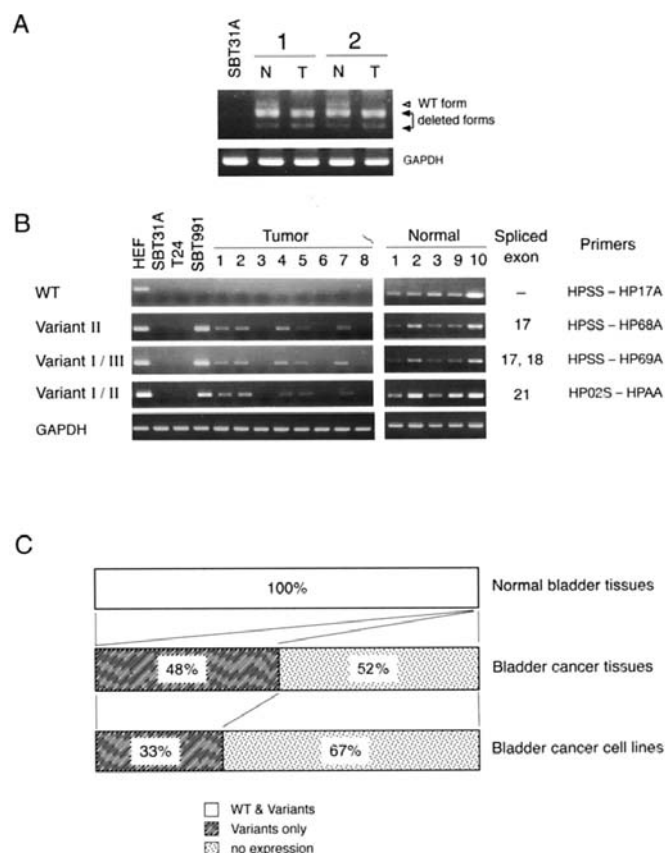 A
SBT31A
1 2
N T N T
WT form
deleted forms
GAPDH
B
HEF SBT31A T24 SBT991
Tumor Normal Spliced exon Primers
1 2 3 4 5 6 7 8 1 2 3 9 10
WT – HPSS – HP17A
Variant II 17 HPSS – HP68A
Variant I / III 17, 18 HPSS – HP69A
Variant I / II 21 HP02S – HPAA
GAPDH
C
100% Normal bladder tissues
48% 52% Bladder cancer tissues
33% 67% Bladder cancer cell lines
WT & Variants
Variants only
no expression